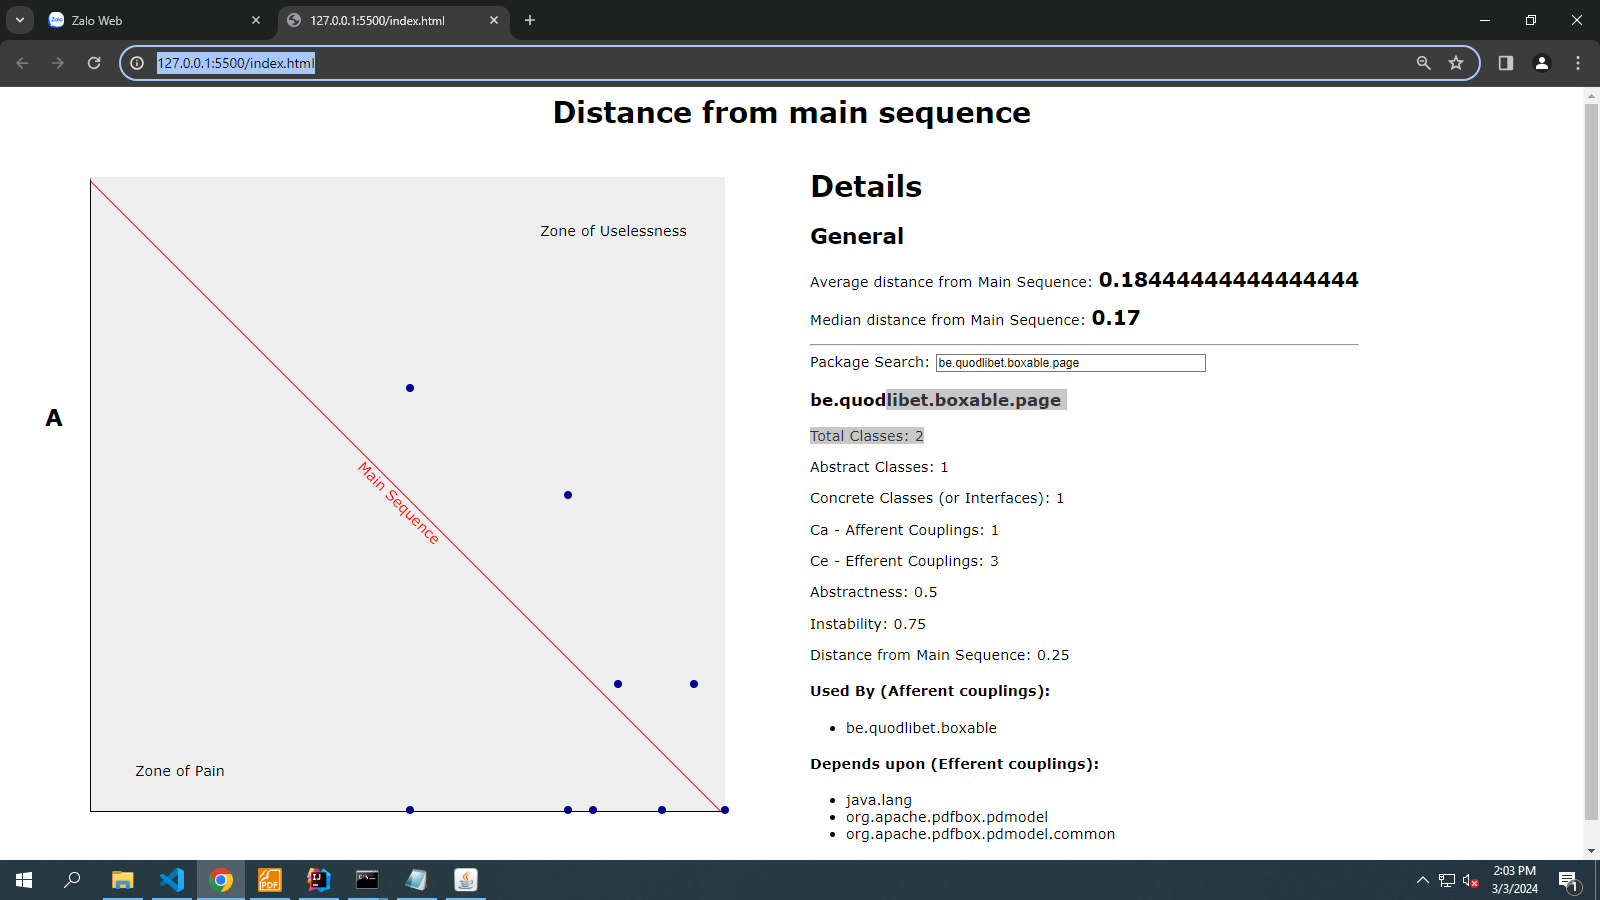 Zalo Web
127.0.0.1:5500/index.html
127.0.0.1:5500/index.html
Distance from main sequence
Zone of Uselessness
A
Main Sequence
Zone of Pain
Details
General
Average distance from Main Sequence: 0.18444444444444444
Median distance from Main Sequence: 0.17
Package Search: be.quodlibet.boxable.page
be.quodlibet.boxable.page
Total Classes: 2
Abstract Classes: 1
Concrete Classes (or Interfaces): 1
Ca - Afferent Couplings: 1
Ce - Efferent Couplings: 3
Abstractness: 0.5
Instability: 0.75
Distance from Main Sequence: 0.25
Used By (Afferent couplings):
be.quodlibet.boxable
Depends upon (Efferent couplings):
java.lang
org.apache.pdfbox.pdmodel
org.apache.pdfbox.pdmodel.common
PDF
IJ
2:03 PM
3/3/2024
1